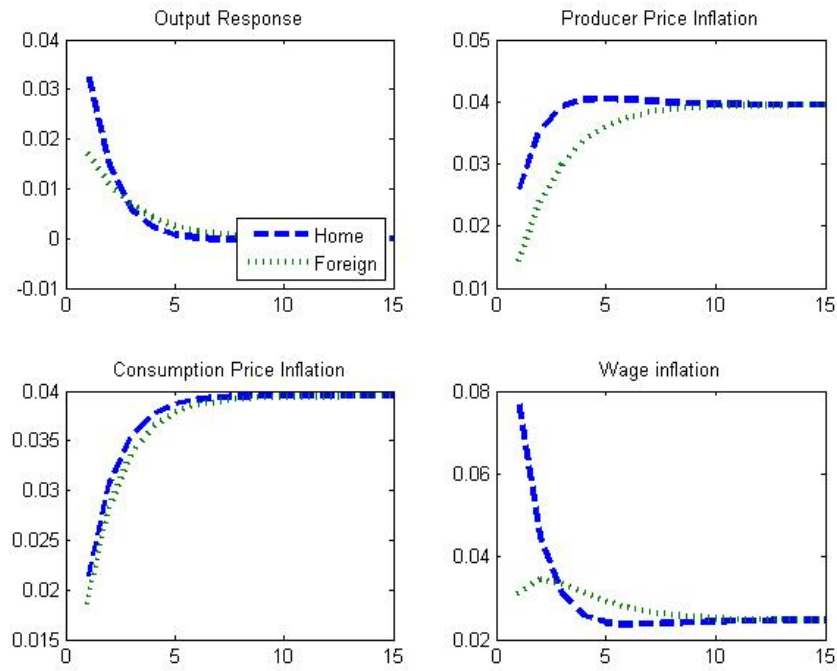 Output Response
0.04
0.03
0.02
0.01
0
-0.01
0 5 10 15
Home
Foreign
Producer Price Inflation
0.05
0.04
0.03
0.02
0.01
0 5 10 15
Consumption Price Inflation
0.04
0.035
0.03
0.025
0.02
0.015
0 5 10 15
Wage inflation
0.08
0.06
0.04
0.02
0 5 10 15